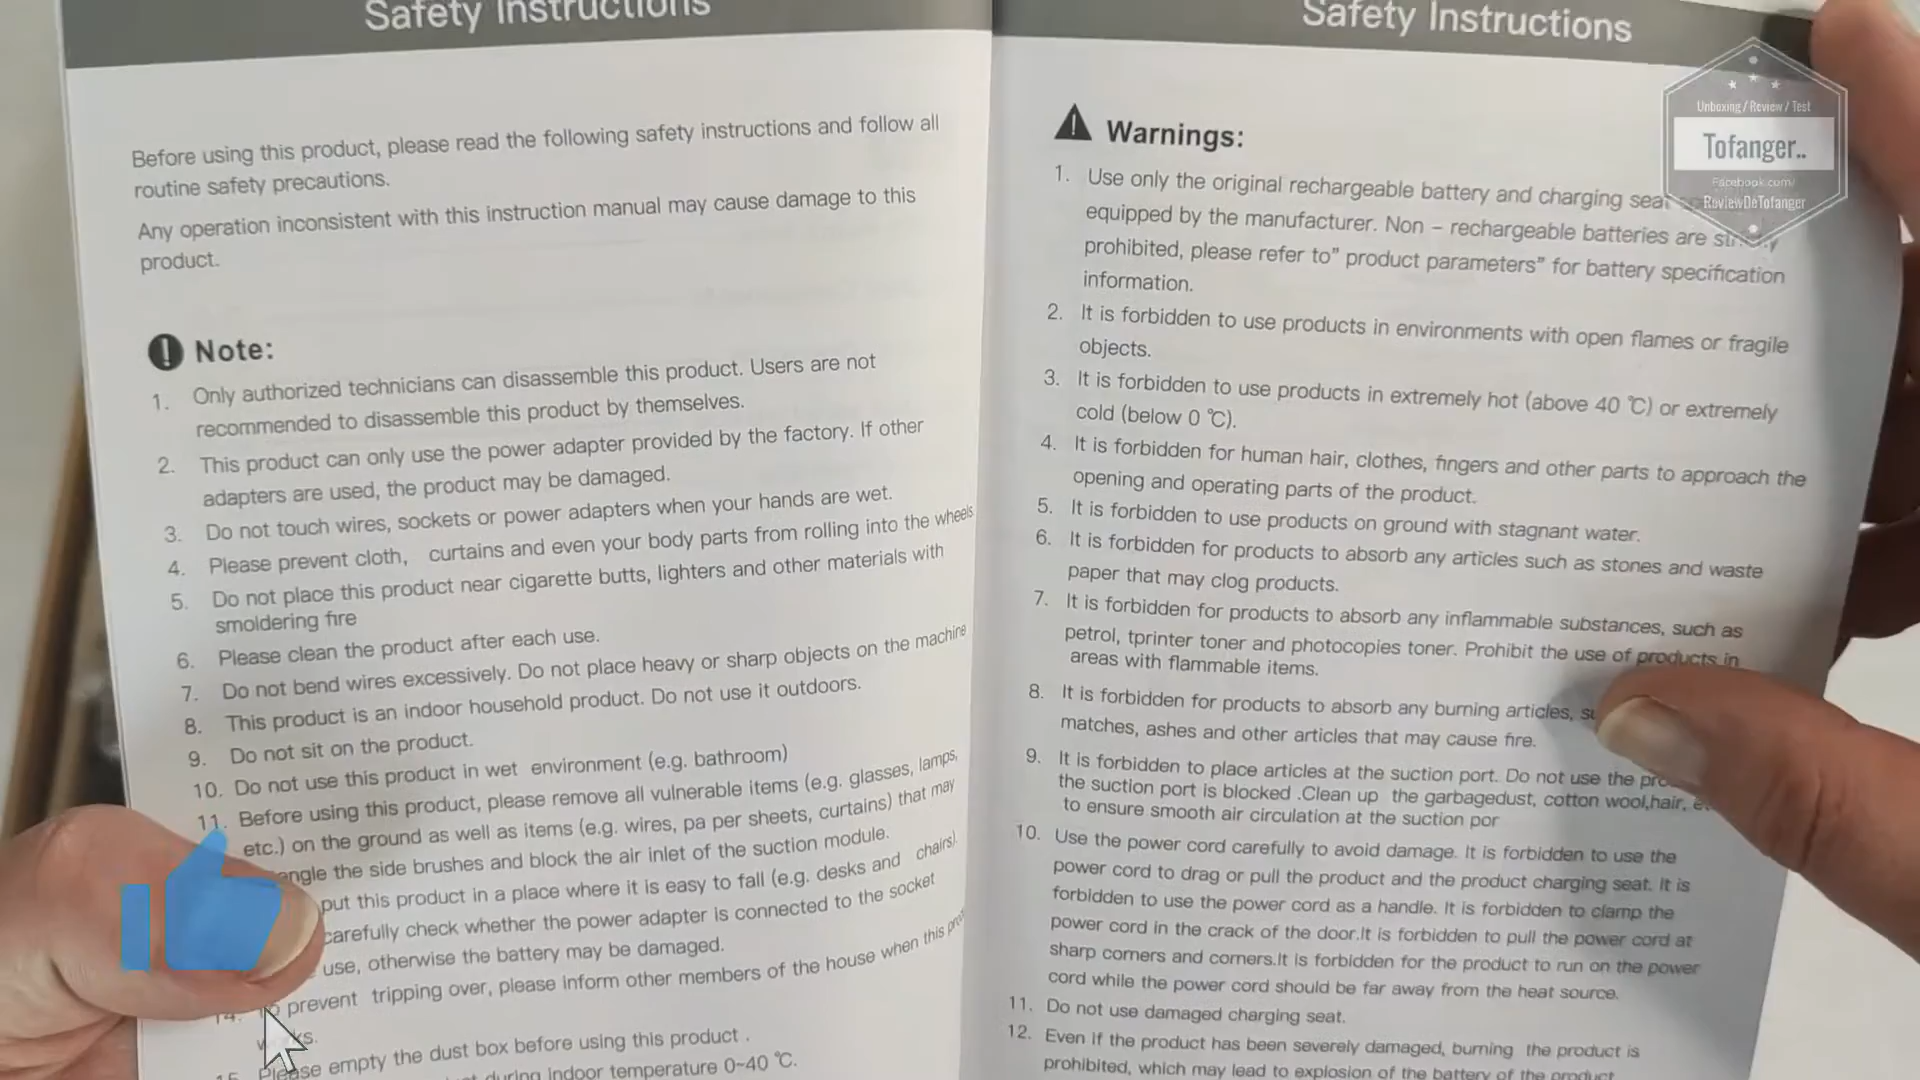 Safety Instructions
Before using this product, please read the following safety instructions and follow all
routine safety precautions.
Any operation inconsistent with this instruction manual may cause damage to this
product.
Note:
1. Only authorized technicians can disassemble this product. Users are not
recommended to disassemble this product by themselves.
2. This product can only use the power adapter provided by the factory. If other
adapters are used, the product may be damaged.
3. Do not touch wires, sockets or power adapters when your hands are wet.
4. Please prevent cloth, curtains and even your body parts from rolling into the wheels
5. Do not place this product near cigarette butts, lighters and other materials with
smoldering fire
6. Please clean the product after each use.
7. Do not bend wires excessively. Do not place heavy or sharp objects on the machine
8. This product is an indoor household product. Do not use it outdoors.
9. Do not sit on the product.
10. Do not use this product in wet environment (e.g. bathroom)
11. Before using this product, please remove all vulnerable items (e.g. glasses, lamps,
etc.) on the ground as well as items (e.g. wires, pa per sheets, curtains) that may
the side brushes and block the air inlet of the suction module.
put this product in a place where it is easy to fall (e.g. desks and chairs).
carefully check whether the power adapter is connected to the socket
use, otherwise the battery may be damaged.
14. prevent tripping over, please inform other members of the house when this
15. Please empty the dust box before using this product .
during indoor temperature 0~40 ℃.
Safety Instructions
Warnings:
1. Use only the original rechargeable battery and charging seat
equipped by the manufacturer. Non – rechargeable batteries are
prohibited, please refer to" product parameters" for battery specification
information.
2. It is forbidden to use products in environments with open flames or fragile
objects.
3. It is forbidden to use products in extremely hot (above 40 ℃) or extremely
cold (below 0 ℃).
4. It is forbidden for human hair, clothes, fingers and other parts to approach the
opening and operating parts of the product.
5. It is forbidden to use products on ground with stagnant water.
6. It is forbidden for products to absorb any articles such as stones and waste
paper that may clog products.
7. It is forbidden for products to absorb any inflammable substances, such as
petrol, tprinter toner and photocopies toner. Prohibit the use of products in
areas with flammable items.
8. It is forbidden for products to absorb any burning articles,
matches, ashes and other articles that may cause fire.
9. It is forbidden to place articles at the suction port. Do not use the
the suction port is blocked .Clean up the garbagedust, cotton wool,hair,
to ensure smooth air circulation at the suction por
10. Use the power cord carefully to avoid damage. It is forbidden to use the
power cord to drag or pull the product and the product charging seat. It is
forbidden to use the power cord as a handle. It is forbidden to clamp the
power cord in the crack of the door.It is forbidden to pull the power cord at
sharp corners and corners.It is forbidden for the product to run on the power
cord while the power cord should be far away from the heat source.
11. Do not use damaged charging seat.
12. Even if the product has been severely damaged, burning the product is
prohibited, which may lead to explosion of the battery of the product
Unboxing / Review / Test
Tofanger..
Facebook.com/
ReviewDeTofanger